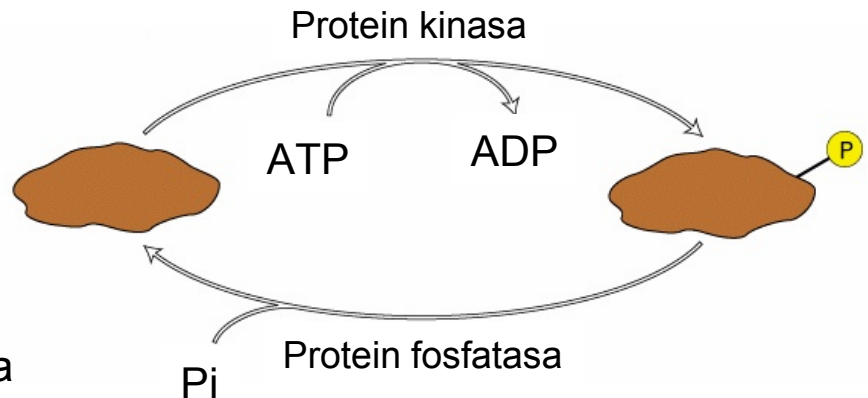 Protein kinasa
ATP
ADP
P
Protein fosfatasa
Pi
a